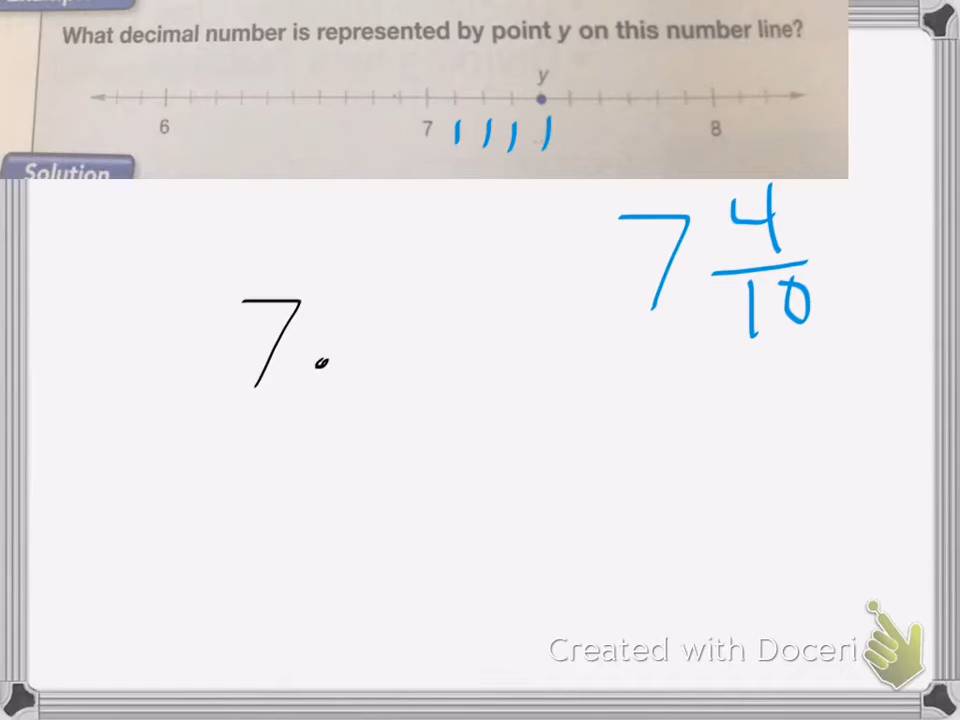 What decimal number is represented by point y on this number line?
y
6 7 8
Solution
7 4/10
7.
Created with Doceri